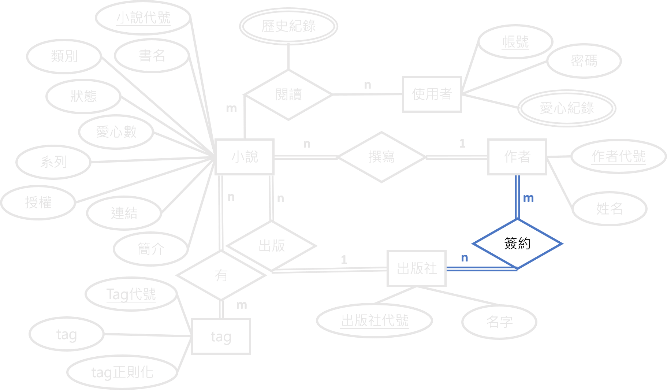 小說代號
歷史紀錄
帳號
類別
書名
密碼
狀態
閱讀
n
使用者
愛心紀錄
m
愛心數
系列
小說
n
撰寫
1
作者
作者代號
授權
n
n
m
連結
姓名
簡介
出版
簽約
1
n
有
出版社
Tag代號
m
出版社代號
名字
tag
tag
tag正則化